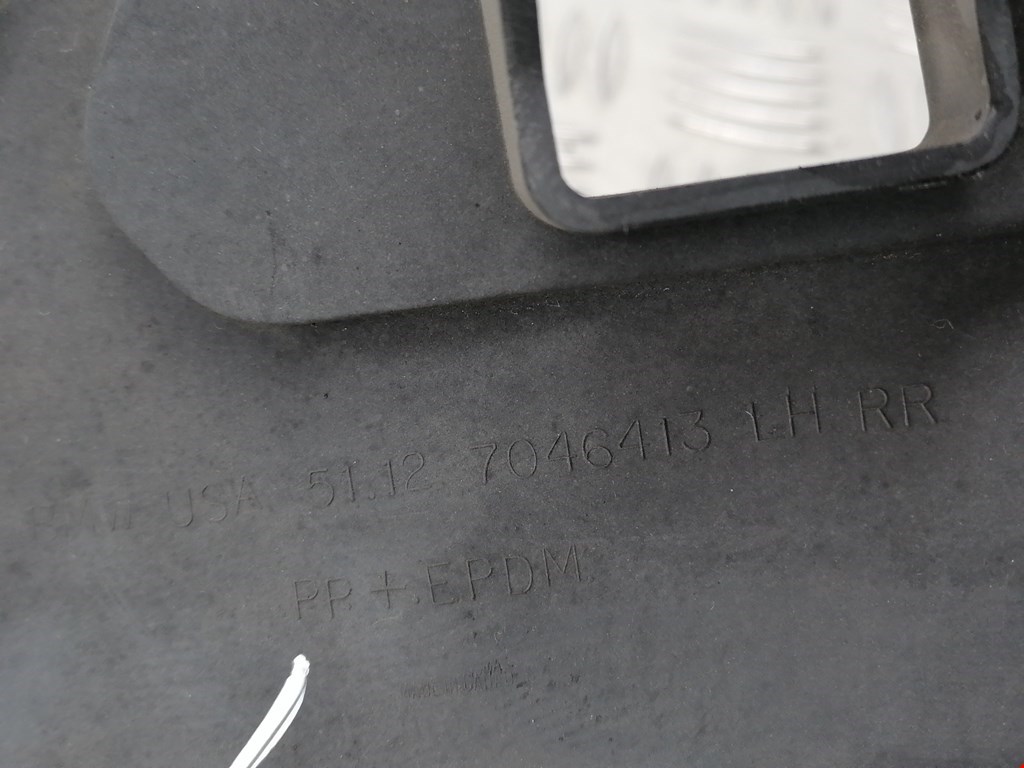 USA 51.12 7046413 LH RR
PP + EPDM